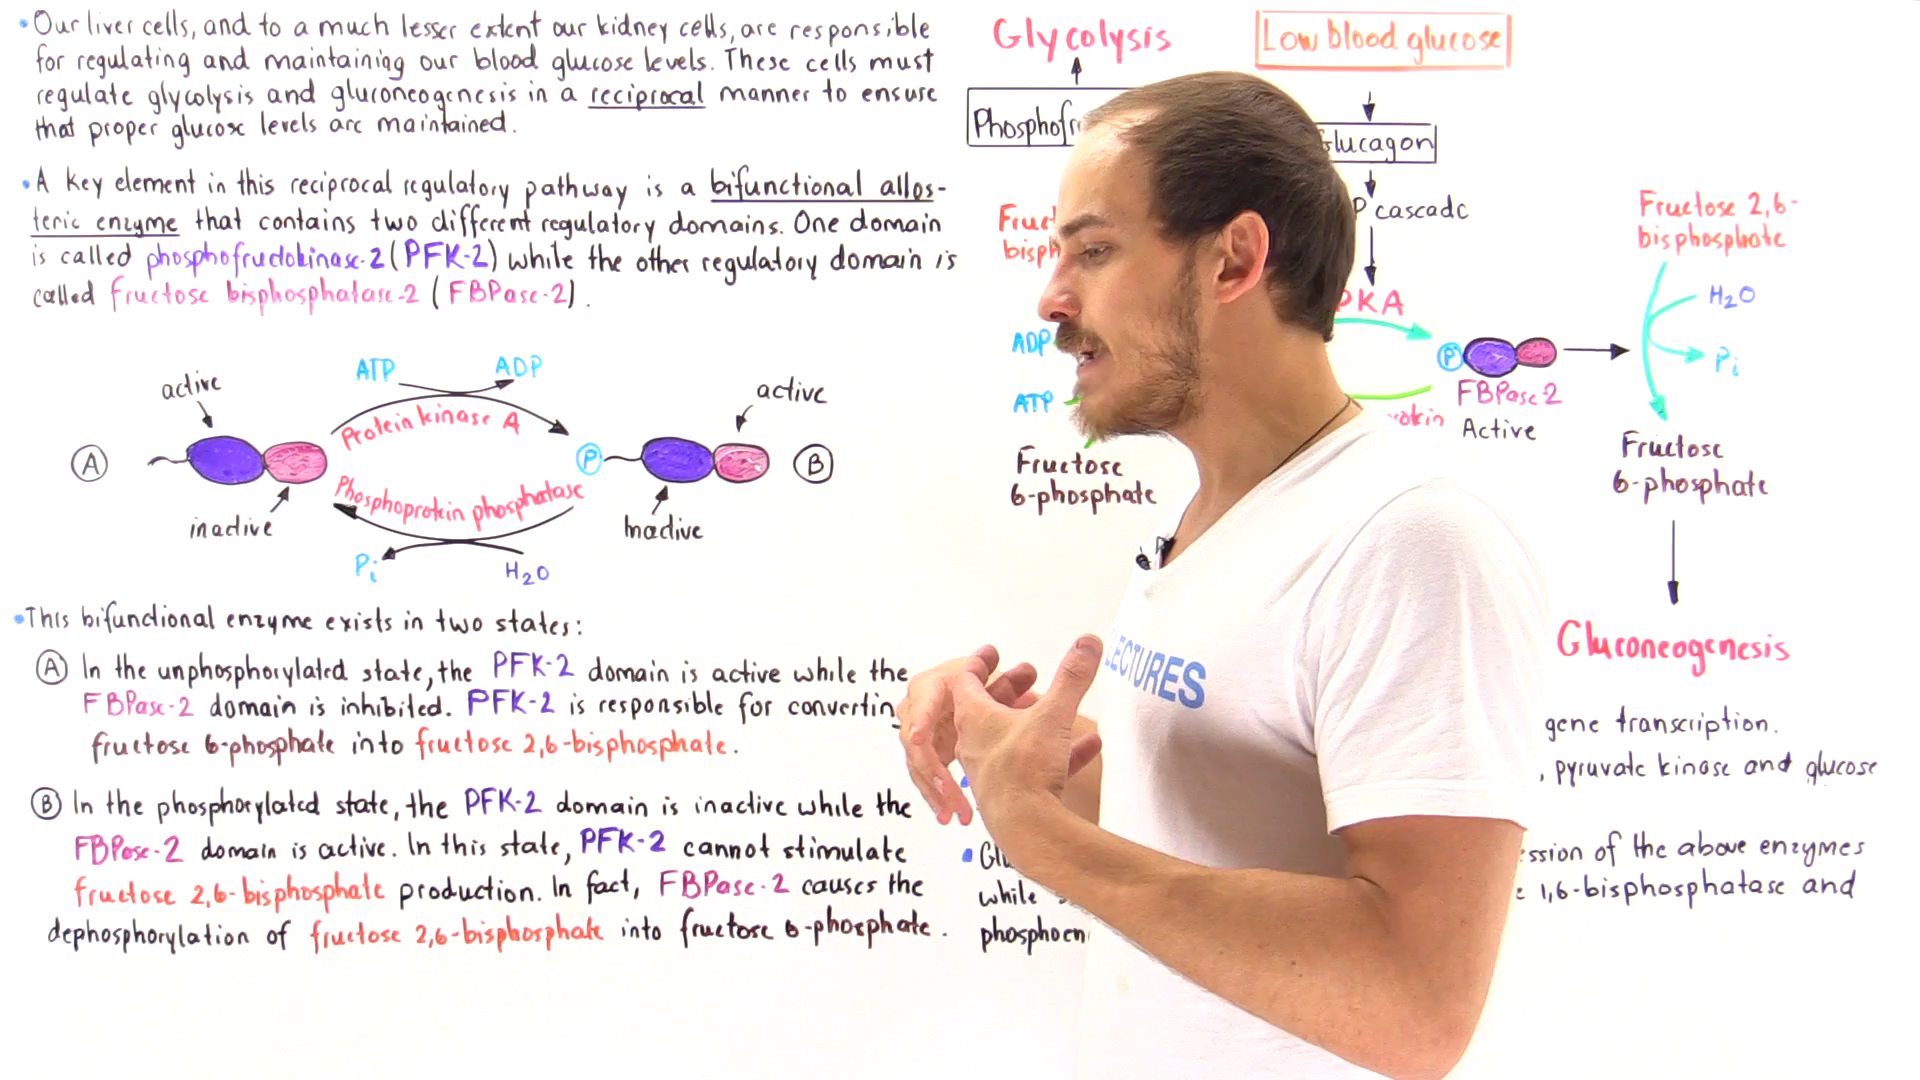 • Our liver cells, and to a much lesser extent our kidney cells, are responsible
for regulating and maintaining our blood glucose levels. These cells must
regulate glycolysis and gluconeogenesis in a reciprocal manner to ensure
that proper glucose levels are maintained.
• A key element in this reciprocal regulatory pathway is a bifunctional allos-
teric enzyme that contains two different regulatory domains. One domain
is called phosphofructokinase-2 (PFK-2) while the other regulatory domain is
called fructose bisphosphatase-2 (FBPase-2).
active
ATP
ADP
active
Protein kinase A
A
P
B
Phosphoprotein phosphatase
inactive
Inactive
Pi
H2O
• This bifunctional enzyme exists in two states:
A In the unphosphorylated state, the PFK-2 domain is active while the
FBPase-2 domain is inhibited. PFK-2 is responsible for
fructose 6-phosphate into fructose 2,6-bisphosphate.
B In the phosphorylated state, the PFK-2 domain is inactive while the
FBPase-2 domain is active. In this state, PFK-2 cannot stimulate
fructose 2,6-bisphosphate production. In fact, FBPase-2 causes the
dephosphorylation of fructose 2,6-bisphosphate into fructose 6-phosphate.
Glycolysis
Low blood glucose
Glucagon
cascade
PKA
ADP
ATP
Fructose
6-phosphate
P
FBPase-2
Active
Fructose 2,6-
bisphosphate
H2O
Pi
Fructose
6-phosphate
Gluconeogenesis
LECTURES
gene transcription.
, pyruvate kinase and glucose
of the above enzymes
while
1,6-bisphosphatase and